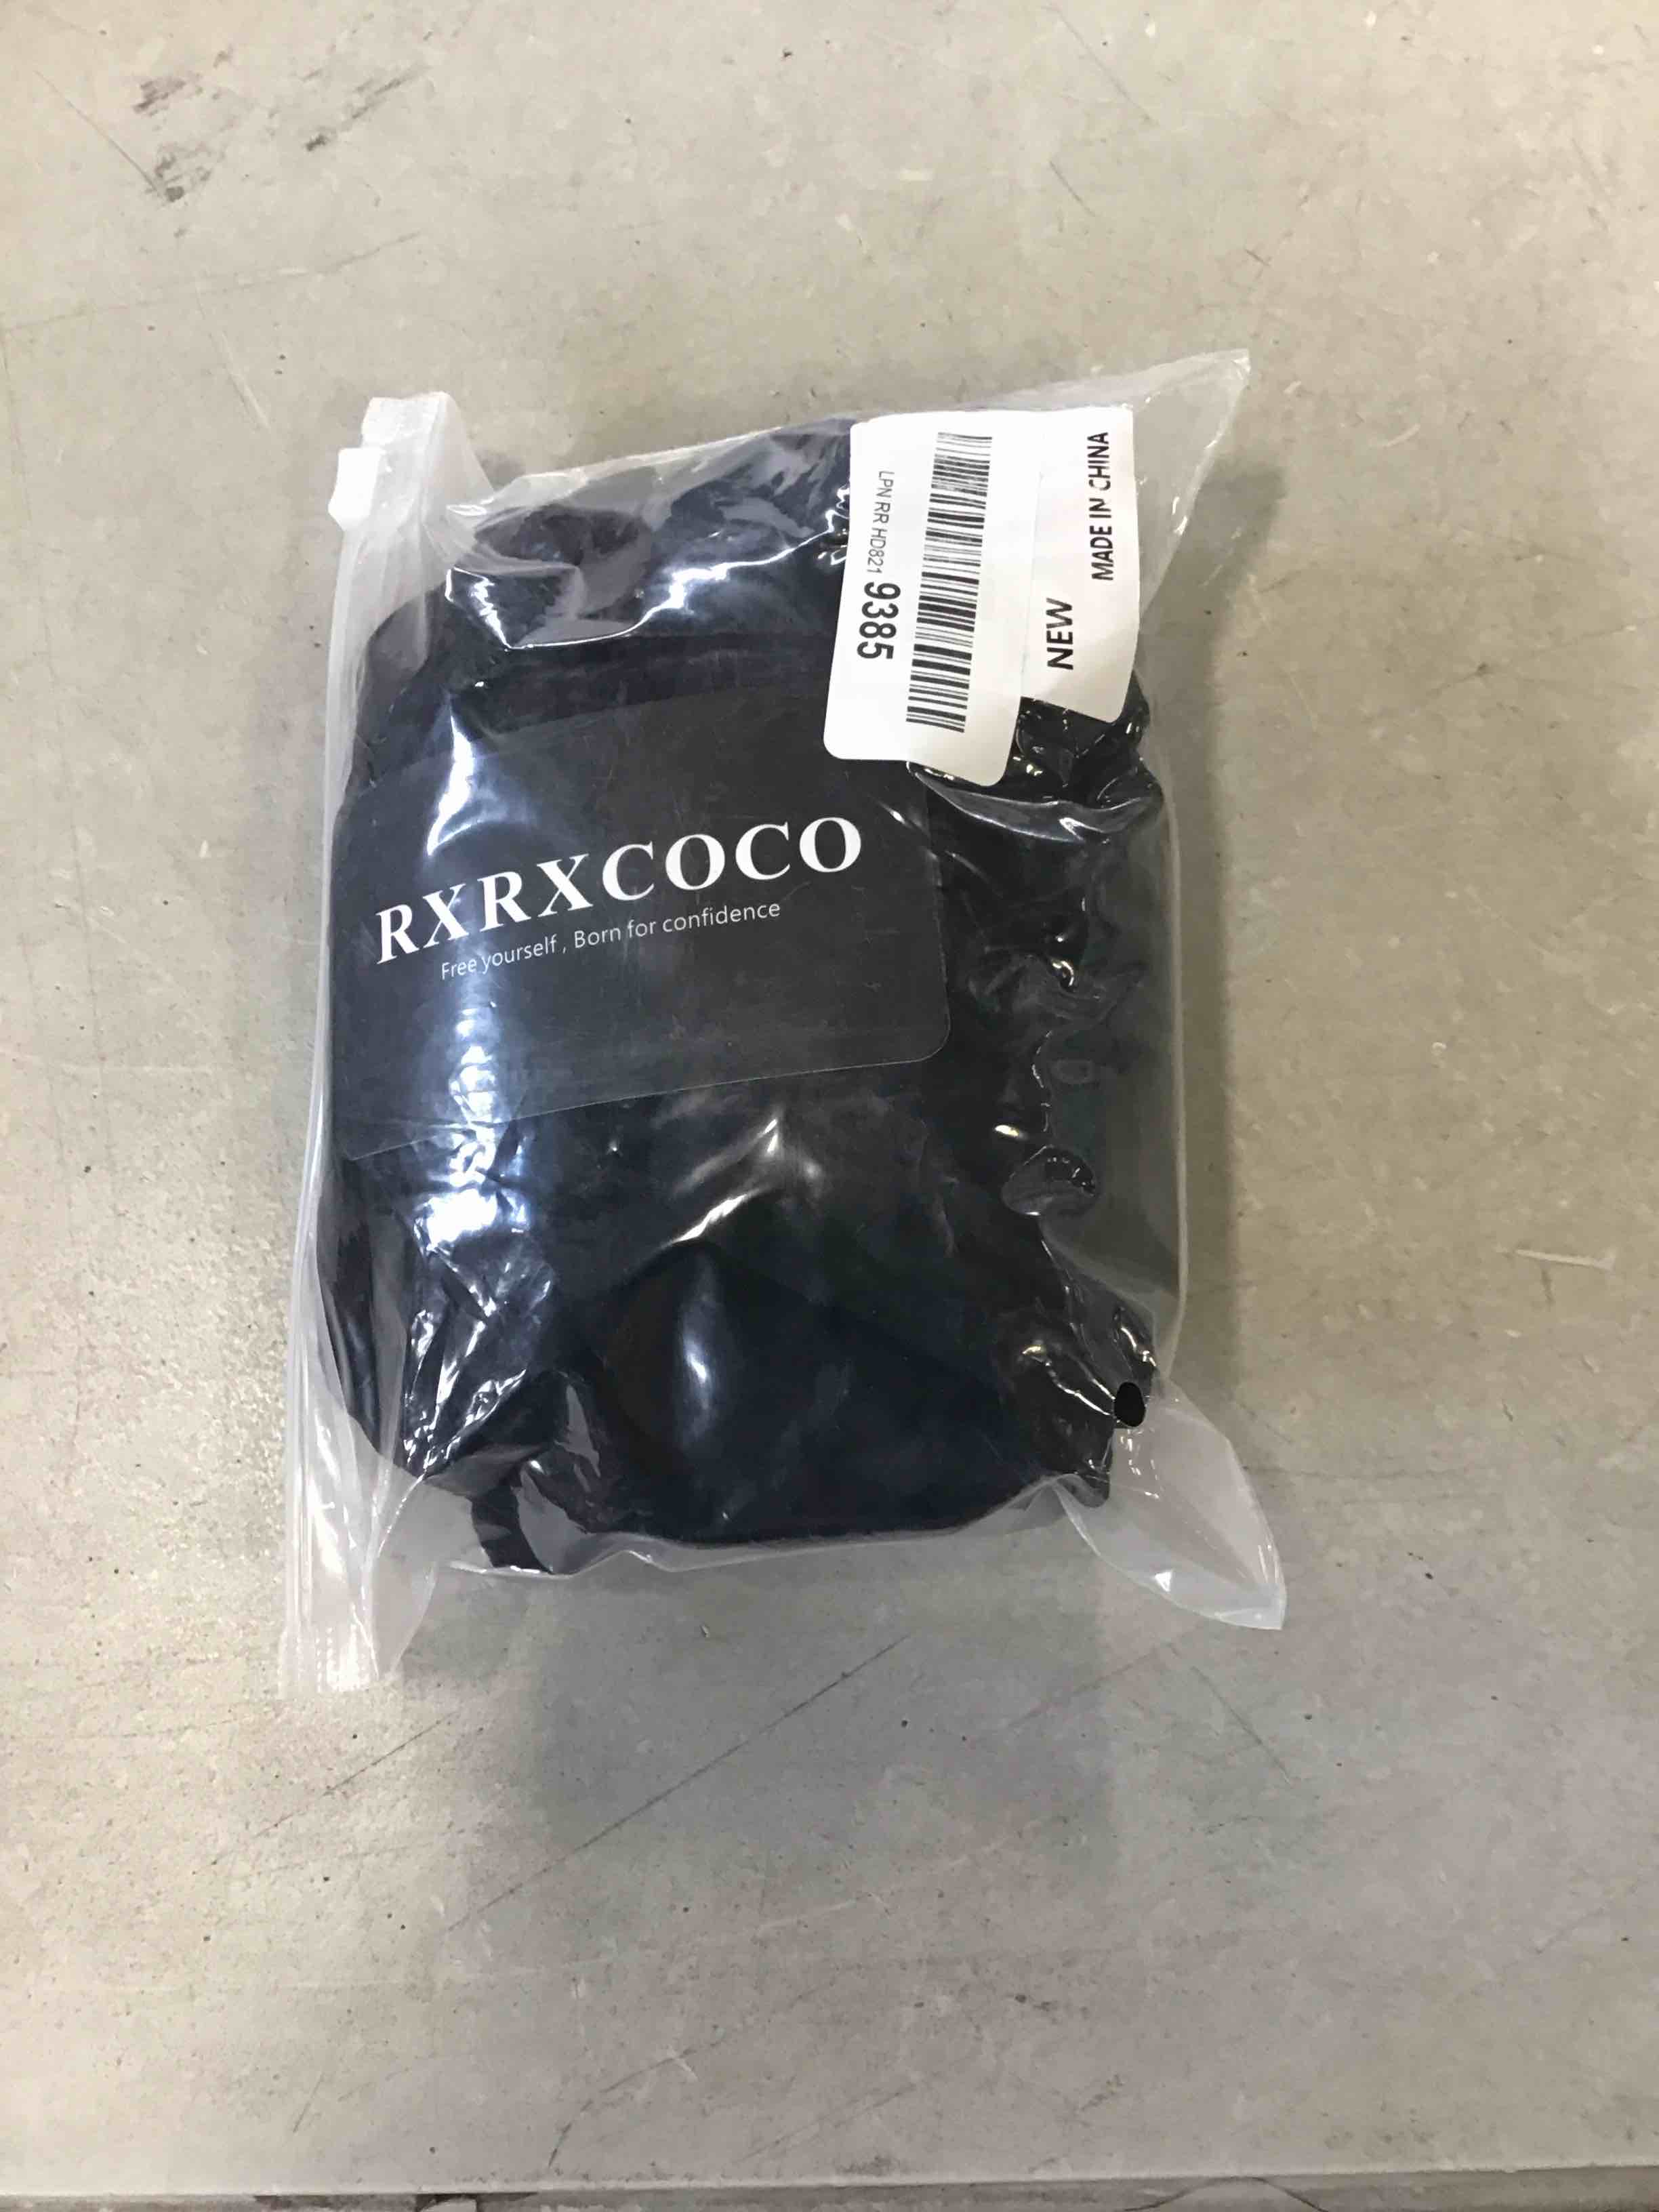 RXRXCOCO
Free yourself , Born for confidence
LPN RR HD821 9385
NEW
MADE IN CHINA